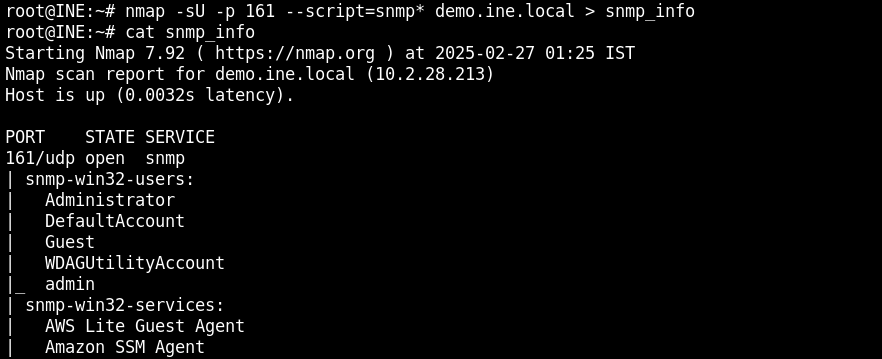 root@INE:~# nmap -sU -p 161 --script=snmp* demo.ine.local > snmp_info
root@INE:~# cat snmp_info
Starting Nmap 7.92 ( https://nmap.org ) at 2025-02-27 01:25 IST
Nmap scan report for demo.ine.local (10.2.28.213)
Host is up (0.0032s latency).

PORT    STATE SERVICE
161/udp open  snmp
| snmp-win32-users:
|   Administrator
|   DefaultAccount
|   Guest
|   WDAGUtilityAccount
|_  admin
| snmp-win32-services:
|   AWS Lite Guest Agent
|   Amazon SSM Agent